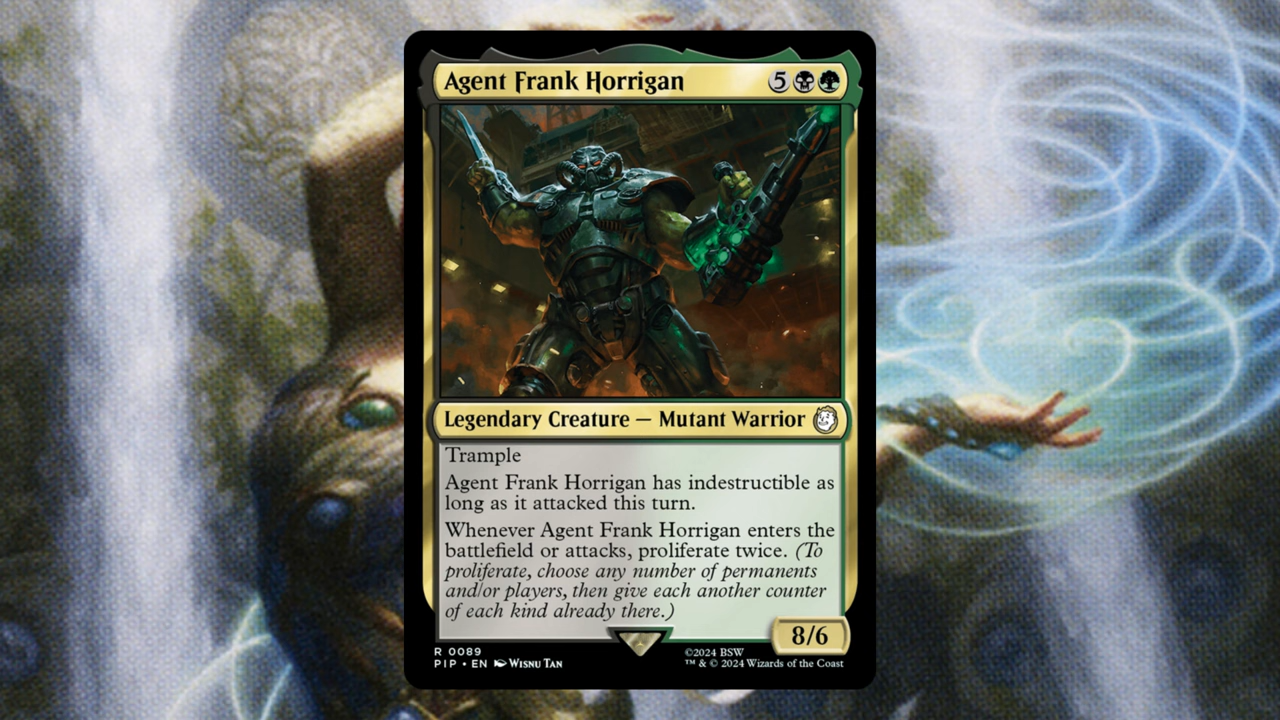 Agent Frank Horrigan 5
Legendary Creature — Mutant Warrior
Trample
Agent Frank Horrigan has indestructible as
long as it attacked this turn.
Whenever Agent Frank Horrigan enters the
battlefield or attacks, proliferate twice. (To
proliferate, choose any number of permanents
and/or players, then give each another counter
of each kind already there.)
8/6
R 0089
PIP • EN Wisnu Tan
©2024 BSW
™ & © 2024 Wizards of the Coast